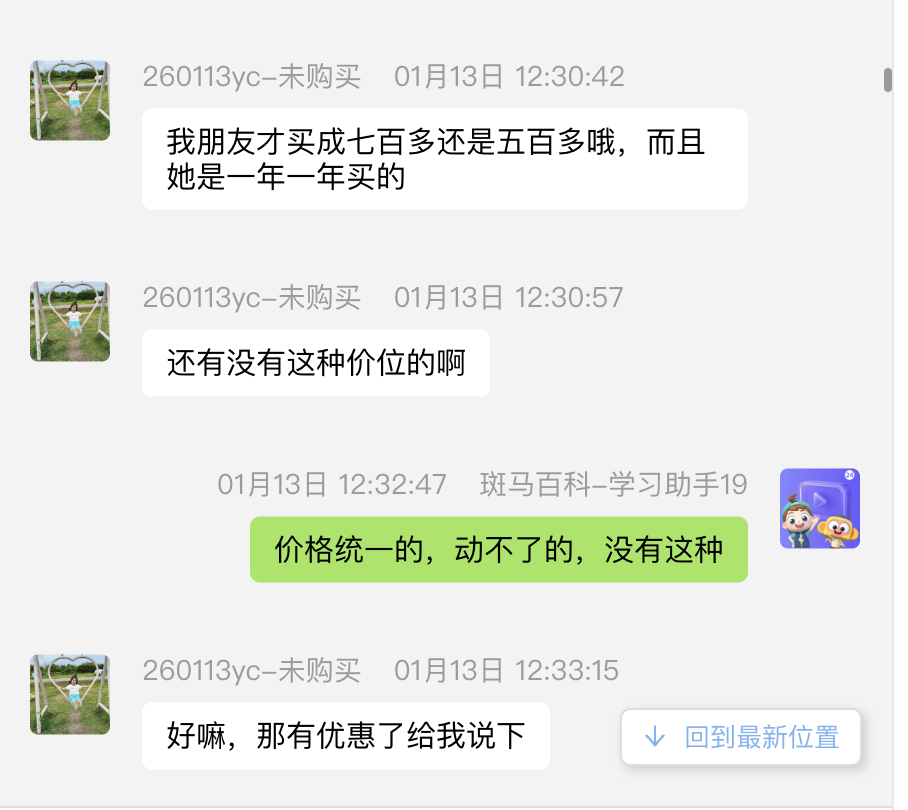 260113yc-未购买 01月13日 12:30:42
我朋友才买成七百多还是五百多哦，而且
她是一年一年买的
260113yc-未购买 01月13日 12:30:57
还有没有这种价位的啊
01月13日 12:32:47 斑马百科-学习助手19
价格统一的，动不了的，没有这种
260113yc-未购买 01月13日 12:33:15
好嘛，那有优惠了给我说下
回到最新位置